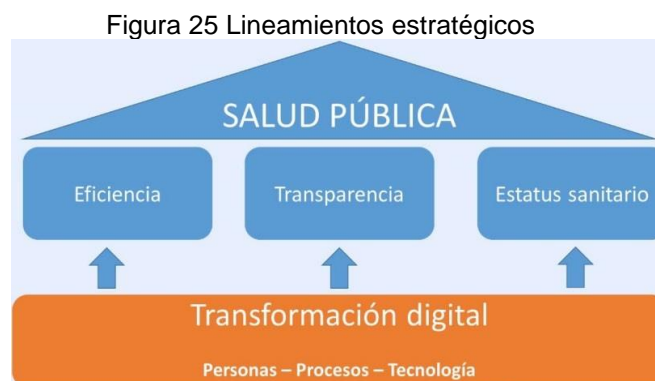 Figura 25 Lineamientos estratégicos
SALUD PÚBLICA
Eficiencia
Transparencia
Estatus sanitario
Transformación digital
Personas – Procesos – Tecnología